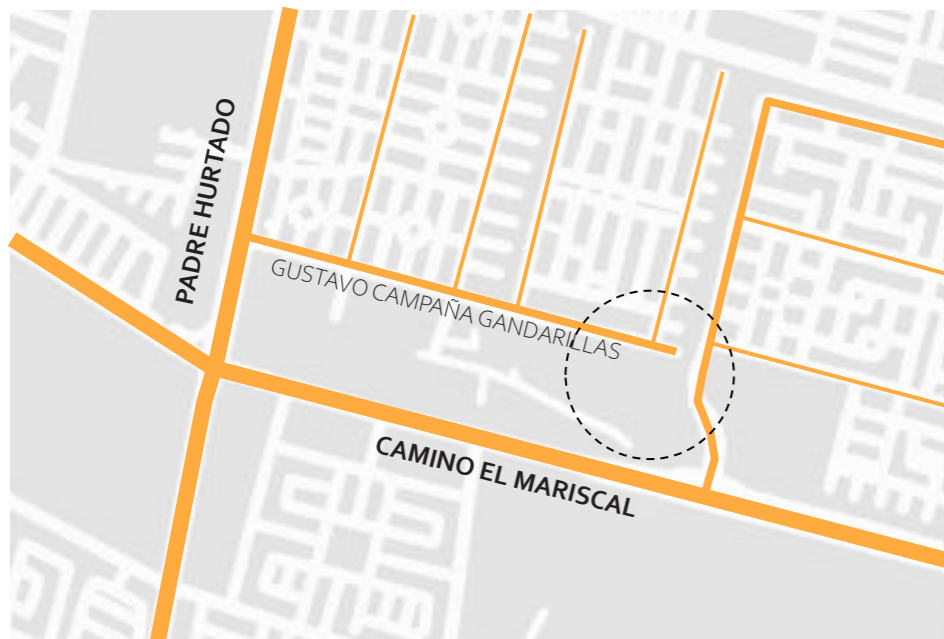 PADRE HURTADO
GUSTAVO CAMPAÑA GANDARILLAS
CAMINO EL MARISCAL